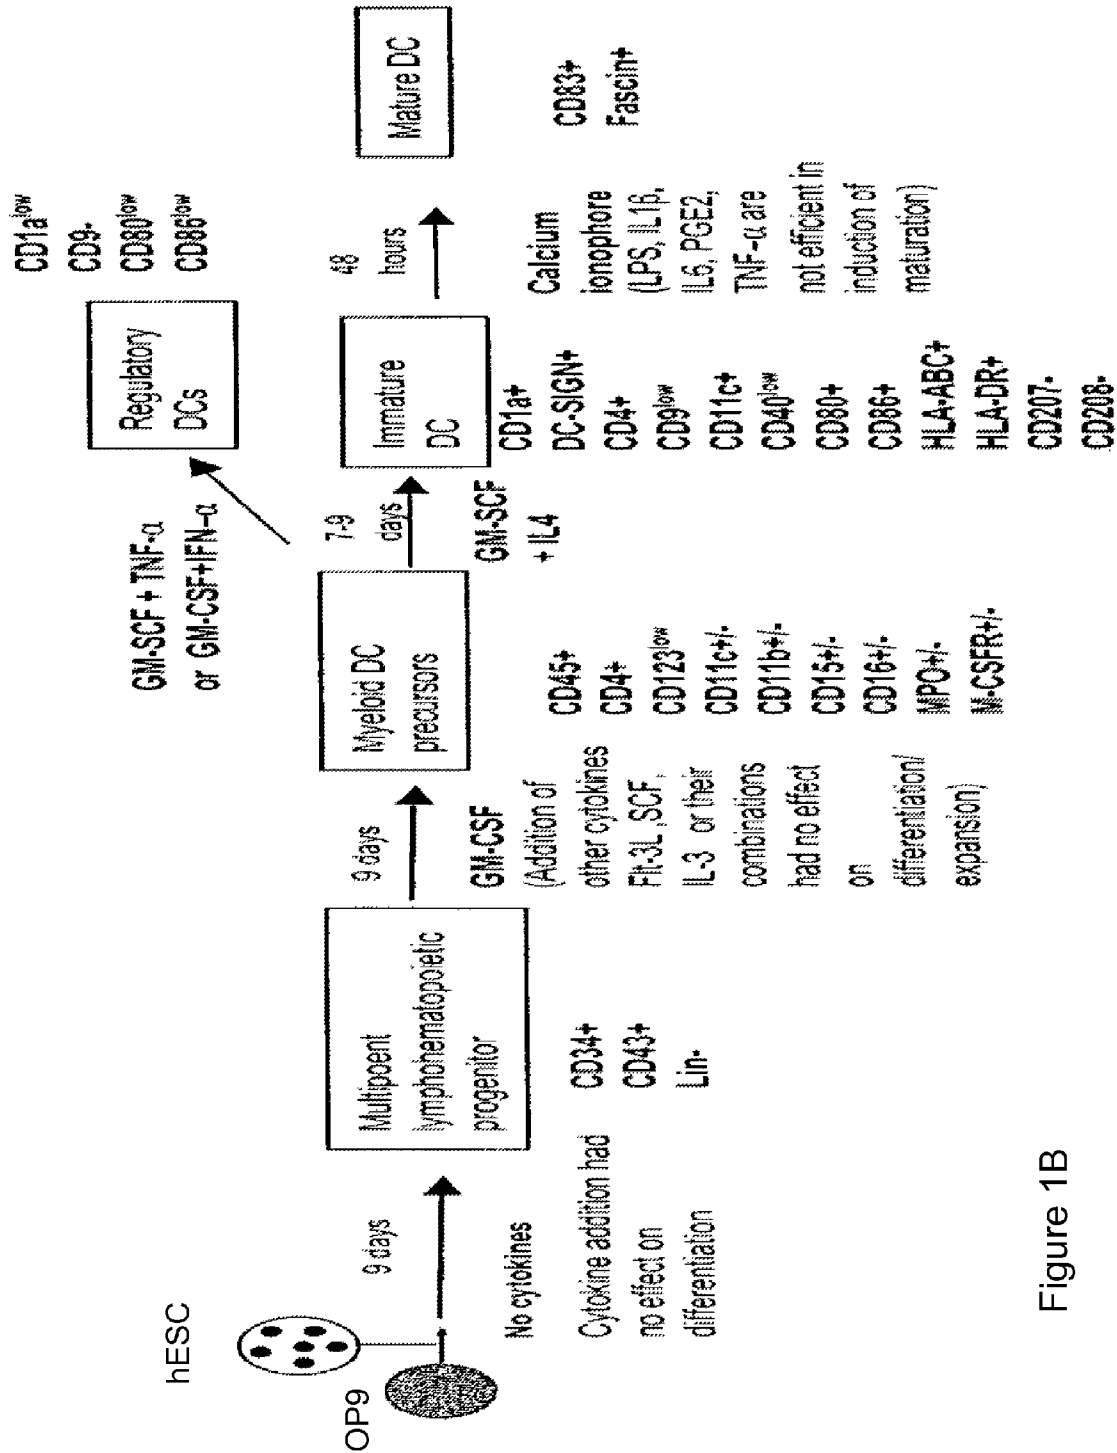 hESC
OP9
9 days
No cytokines
Cytokine addition had
no effect on
differentiation
Multipoent
lymphohematopoietic
progenitor
CD34+
CD43+
Lin-
9 days
GM-CSF
(Addition of
other cytokines
Flt-3L ,SCF,
IL-3 or their
combinations
had no effect
on
differentiation/
expansion)
Myeloid DC
precursors
CD45+
CD4+
CD123low
CD11c+/-
CD11b+/-
CD15+/-
CD16+/-
MPO+/-
M-CSFR+/-
GM-SCF + TNF-α
or GM-CSF+IFN-α
Regulatory
DCs
CD1alow
CD9-
CD80low
CD86low
7-9
days
GM-SCF
+ IL4
Immature
DC
CD1a+
DC-SIGN+
CD4+
CD9low
CD11c+
CD40low
CD80+
CD86+
HLA-ABC+
HLA-DR+
CD207-
CD208-
48
hours
Calcium
ionophore
(LPS, IL1β,
IL6, PGE2,
TNF-α are
not efficient in
induction of
maturation)
Mature DC
CD83+
Fascin+
Figure 1B